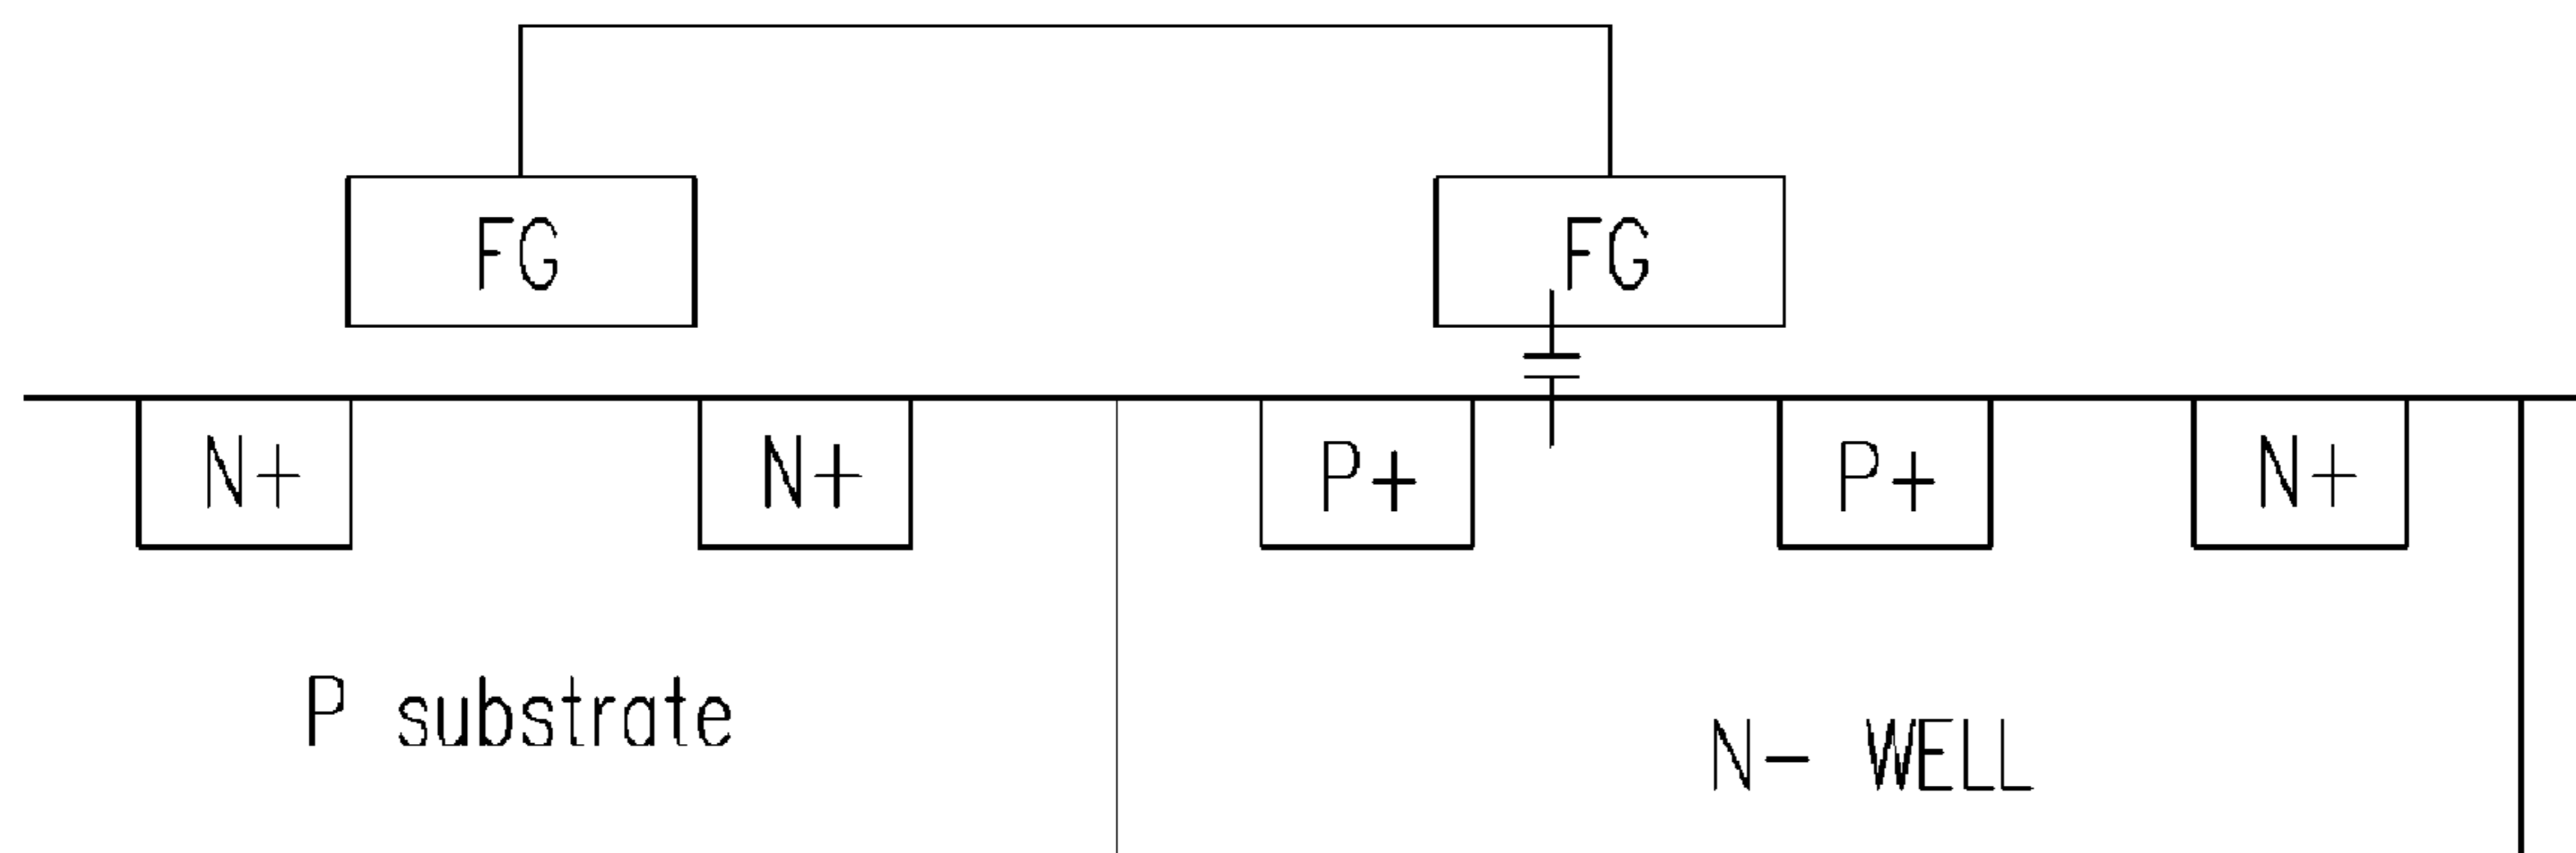 FG FG
N+ N+ P+ P+ N+
P substrate
N- WELL